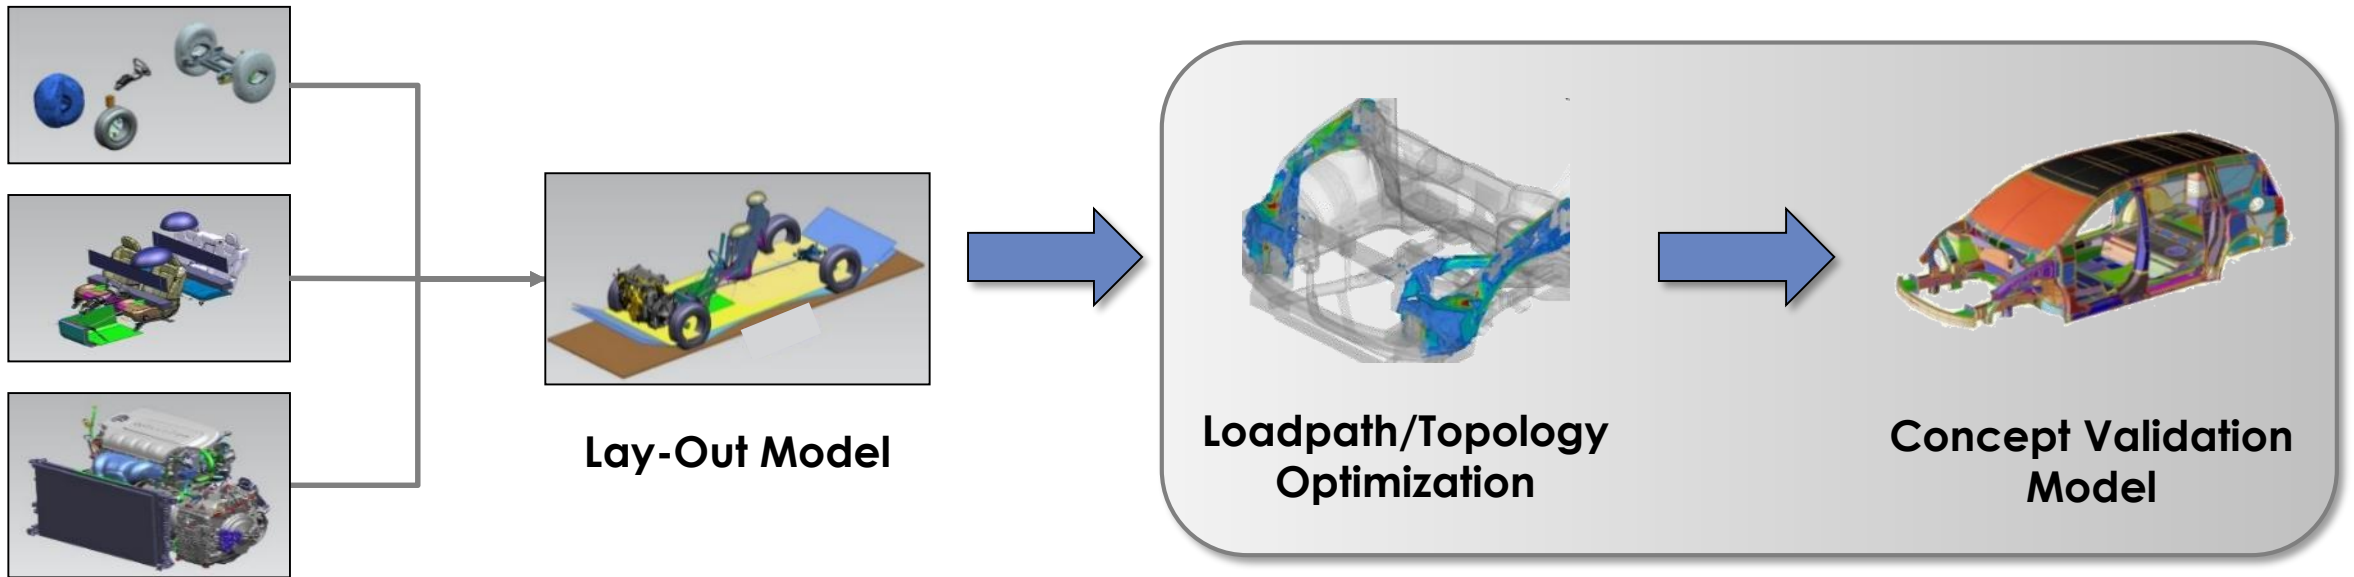 Lay-Out Model
Loadpath/Topology
Optimization
Concept Validation
Model